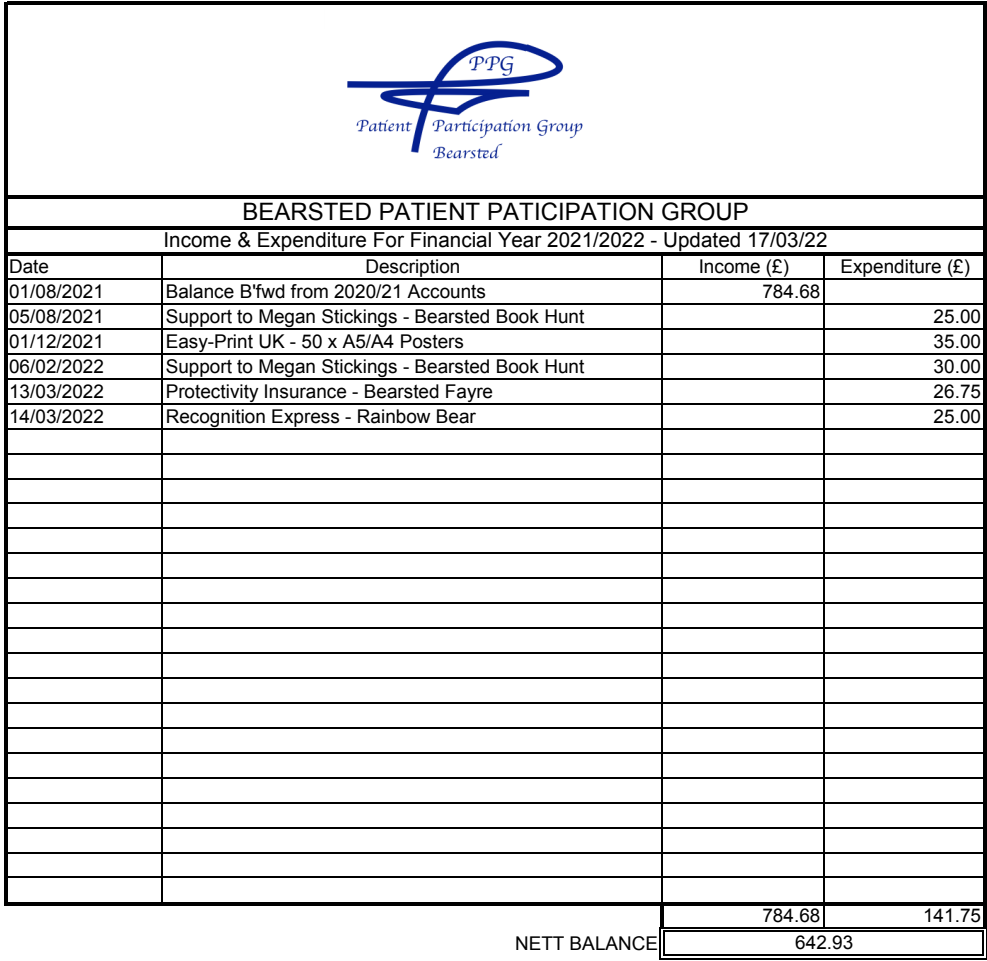 PPG
Patient Participation Group
Bearsted
BEARSTED PATIENT PATICIPATION GROUP
Income & Expenditure For Financial Year 2021/2022 - Updated 17/03/22
Date Description Income (£) Expenditure (£)
01/08/2021 Balance B'fwd from 2020/21 Accounts 784.68
05/08/2021 Support to Megan Stickings - Bearsted Book Hunt 25.00
01/12/2021 Easy-Print UK - 50 x A5/A4 Posters 35.00
06/02/2022 Support to Megan Stickings - Bearsted Book Hunt 30.00
13/03/2022 Protectivity Insurance - Bearsted Fayre 26.75
14/03/2022 Recognition Express - Rainbow Bear 25.00
784.68 141.75
NETT BALANCE 642.93